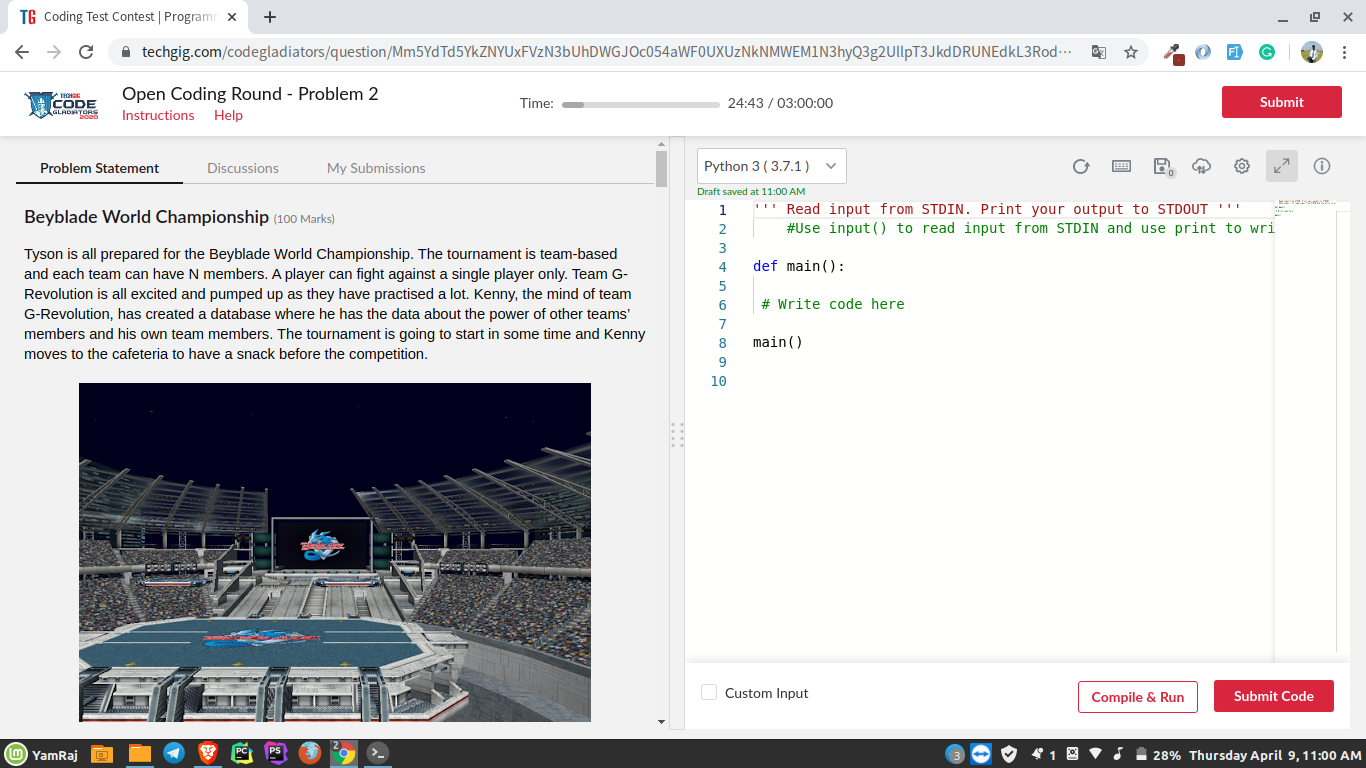 Coding Test Contest | Programm
techgig.com/codegladiators/question/Mm5YdTd5YkZNYUxFVzN3bUhDWGJOc054aWF0UXUzNkNMWEM1N3hyQ3g2UllpT3JkdDRUNEdkL3Rod…
TECHGIG
CODE
GLADIATORS
2020
Open Coding Round - Problem 2
Instructions Help
Time: 24:43 / 03:00:00
Submit
Problem Statement Discussions My Submissions
Beyblade World Championship (100 Marks)
Tyson is all prepared for the Beyblade World Championship. The tournament is team-based
and each team can have N members. A player can fight against a single player only. Team G-
Revolution is all excited and pumped up as they have practised a lot. Kenny, the mind of team
G-Revolution, has created a database where he has the data about the power of other teams’
members and his own team members. The tournament is going to start in some time and Kenny
moves to the cafeteria to have a snack before the competition.
Python 3 ( 3.7.1 )
0
Draft saved at 11:00 AM
1 ''' Read input from STDIN. Print your output to STDOUT '''
2 #Use input() to read input from STDIN and use print to wri
3
4 def main():
5
6 # Write code here
7
8 main()
9
10
Custom Input
Compile & Run
Submit Code
YamRaj
2
3
1
28% Thursday April 9, 11:00 AM